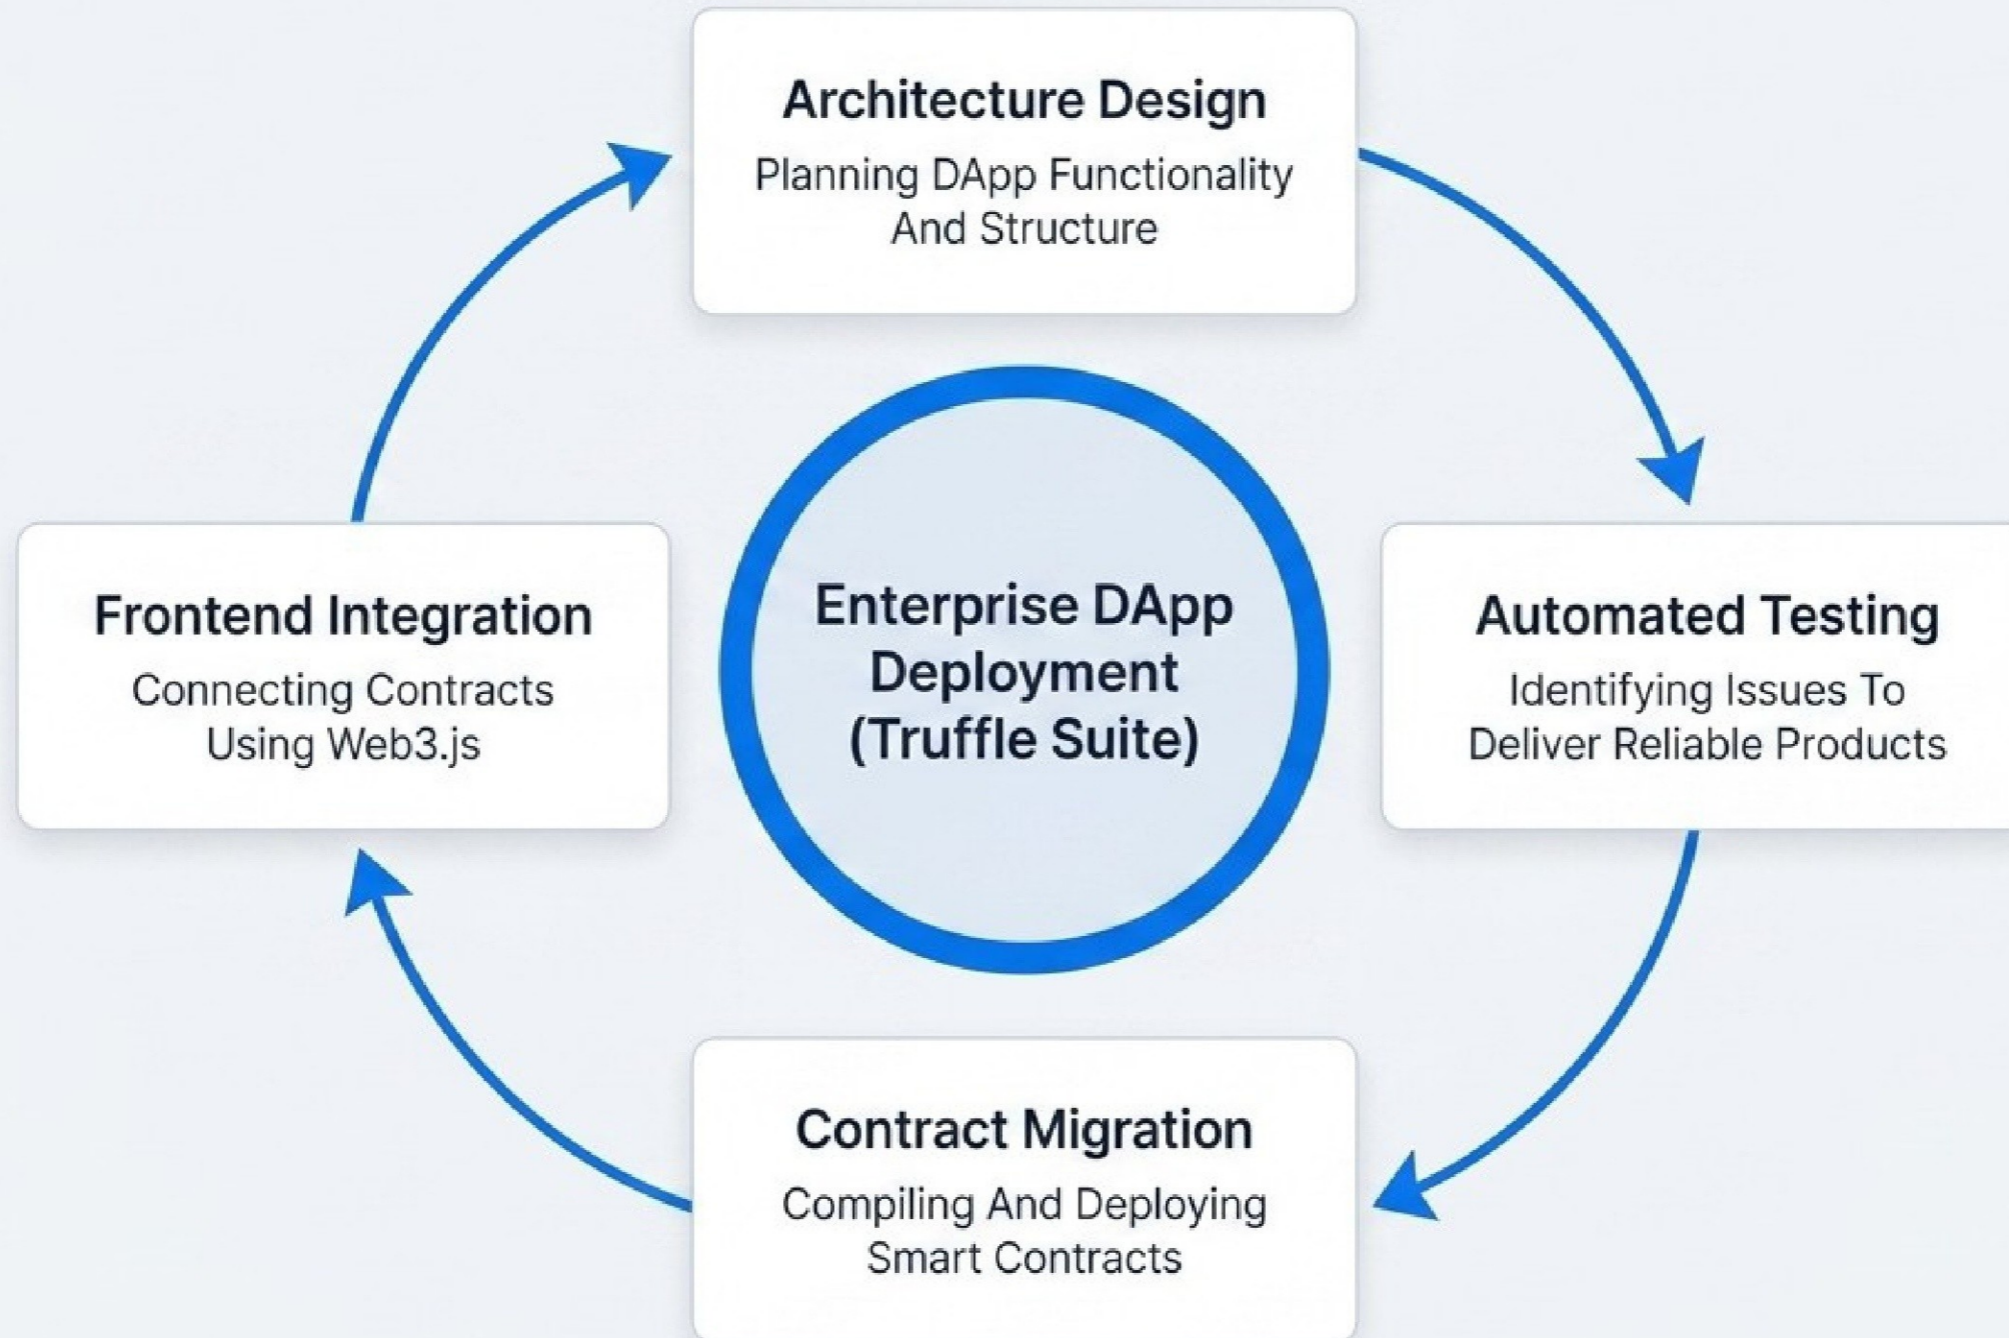 Architecture Design
Planning DApp Functionality
And Structure
Frontend Integration
Connecting Contracts
Using Web3.js
Enterprise DApp
Deployment
(Truffle Suite)
Automated Testing
Identifying Issues To
Deliver Reliable Products
Contract Migration
Compiling And Deploying
Smart Contracts